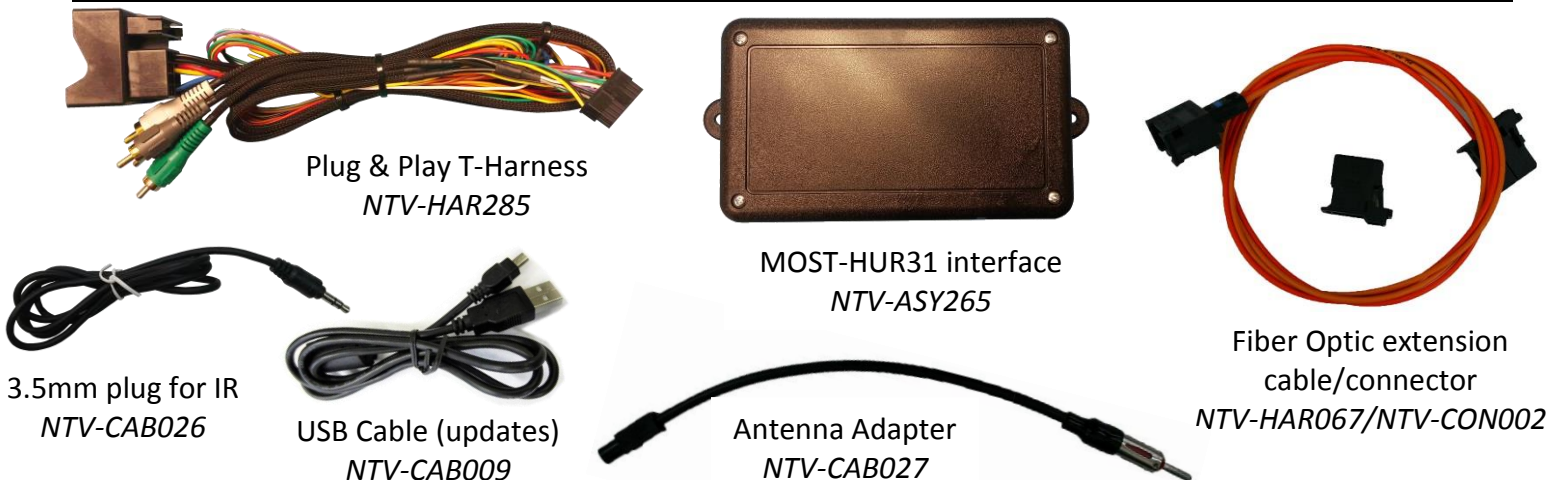 Plug & Play T-Harness
NTV-HAR285
MOST-HUR31 interface
NTV-ASY265
Fiber Optic extension
cable/connector
NTV-HAR067/NTV-CON002
3.5mm plug for IR
NTV-CAB026
USB Cable (updates)
NTV-CAB009
Antenna Adapter
NTV-CAB027